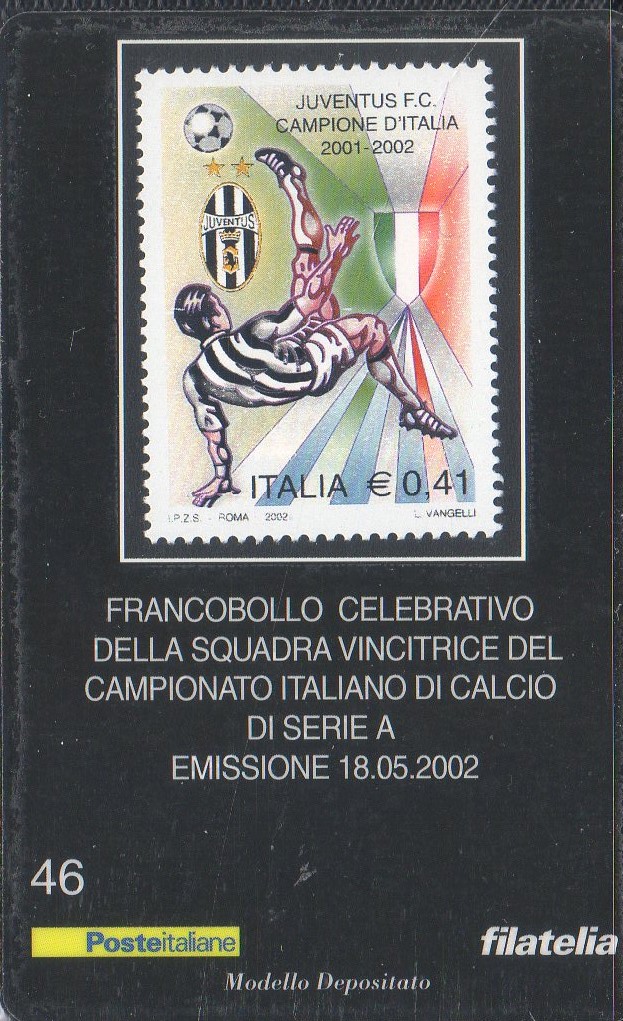 JUVENTUS F.C.
CAMPIONE D'ITALIA
2001-2002
JUVENTUS
ITALIA € 0,41
I.P.Z.S. - ROMA 2002
L. VANGELLI
FRANCOBOLLO CELEBRATIVO
DELLA SQUADRA VINCITRICE DEL
CAMPIONATO ITALIANO DI CALCIO
DI SERIE A
EMISSIONE 18.05.2002
46
Posteitaliane
filatelia
Modello Depositato